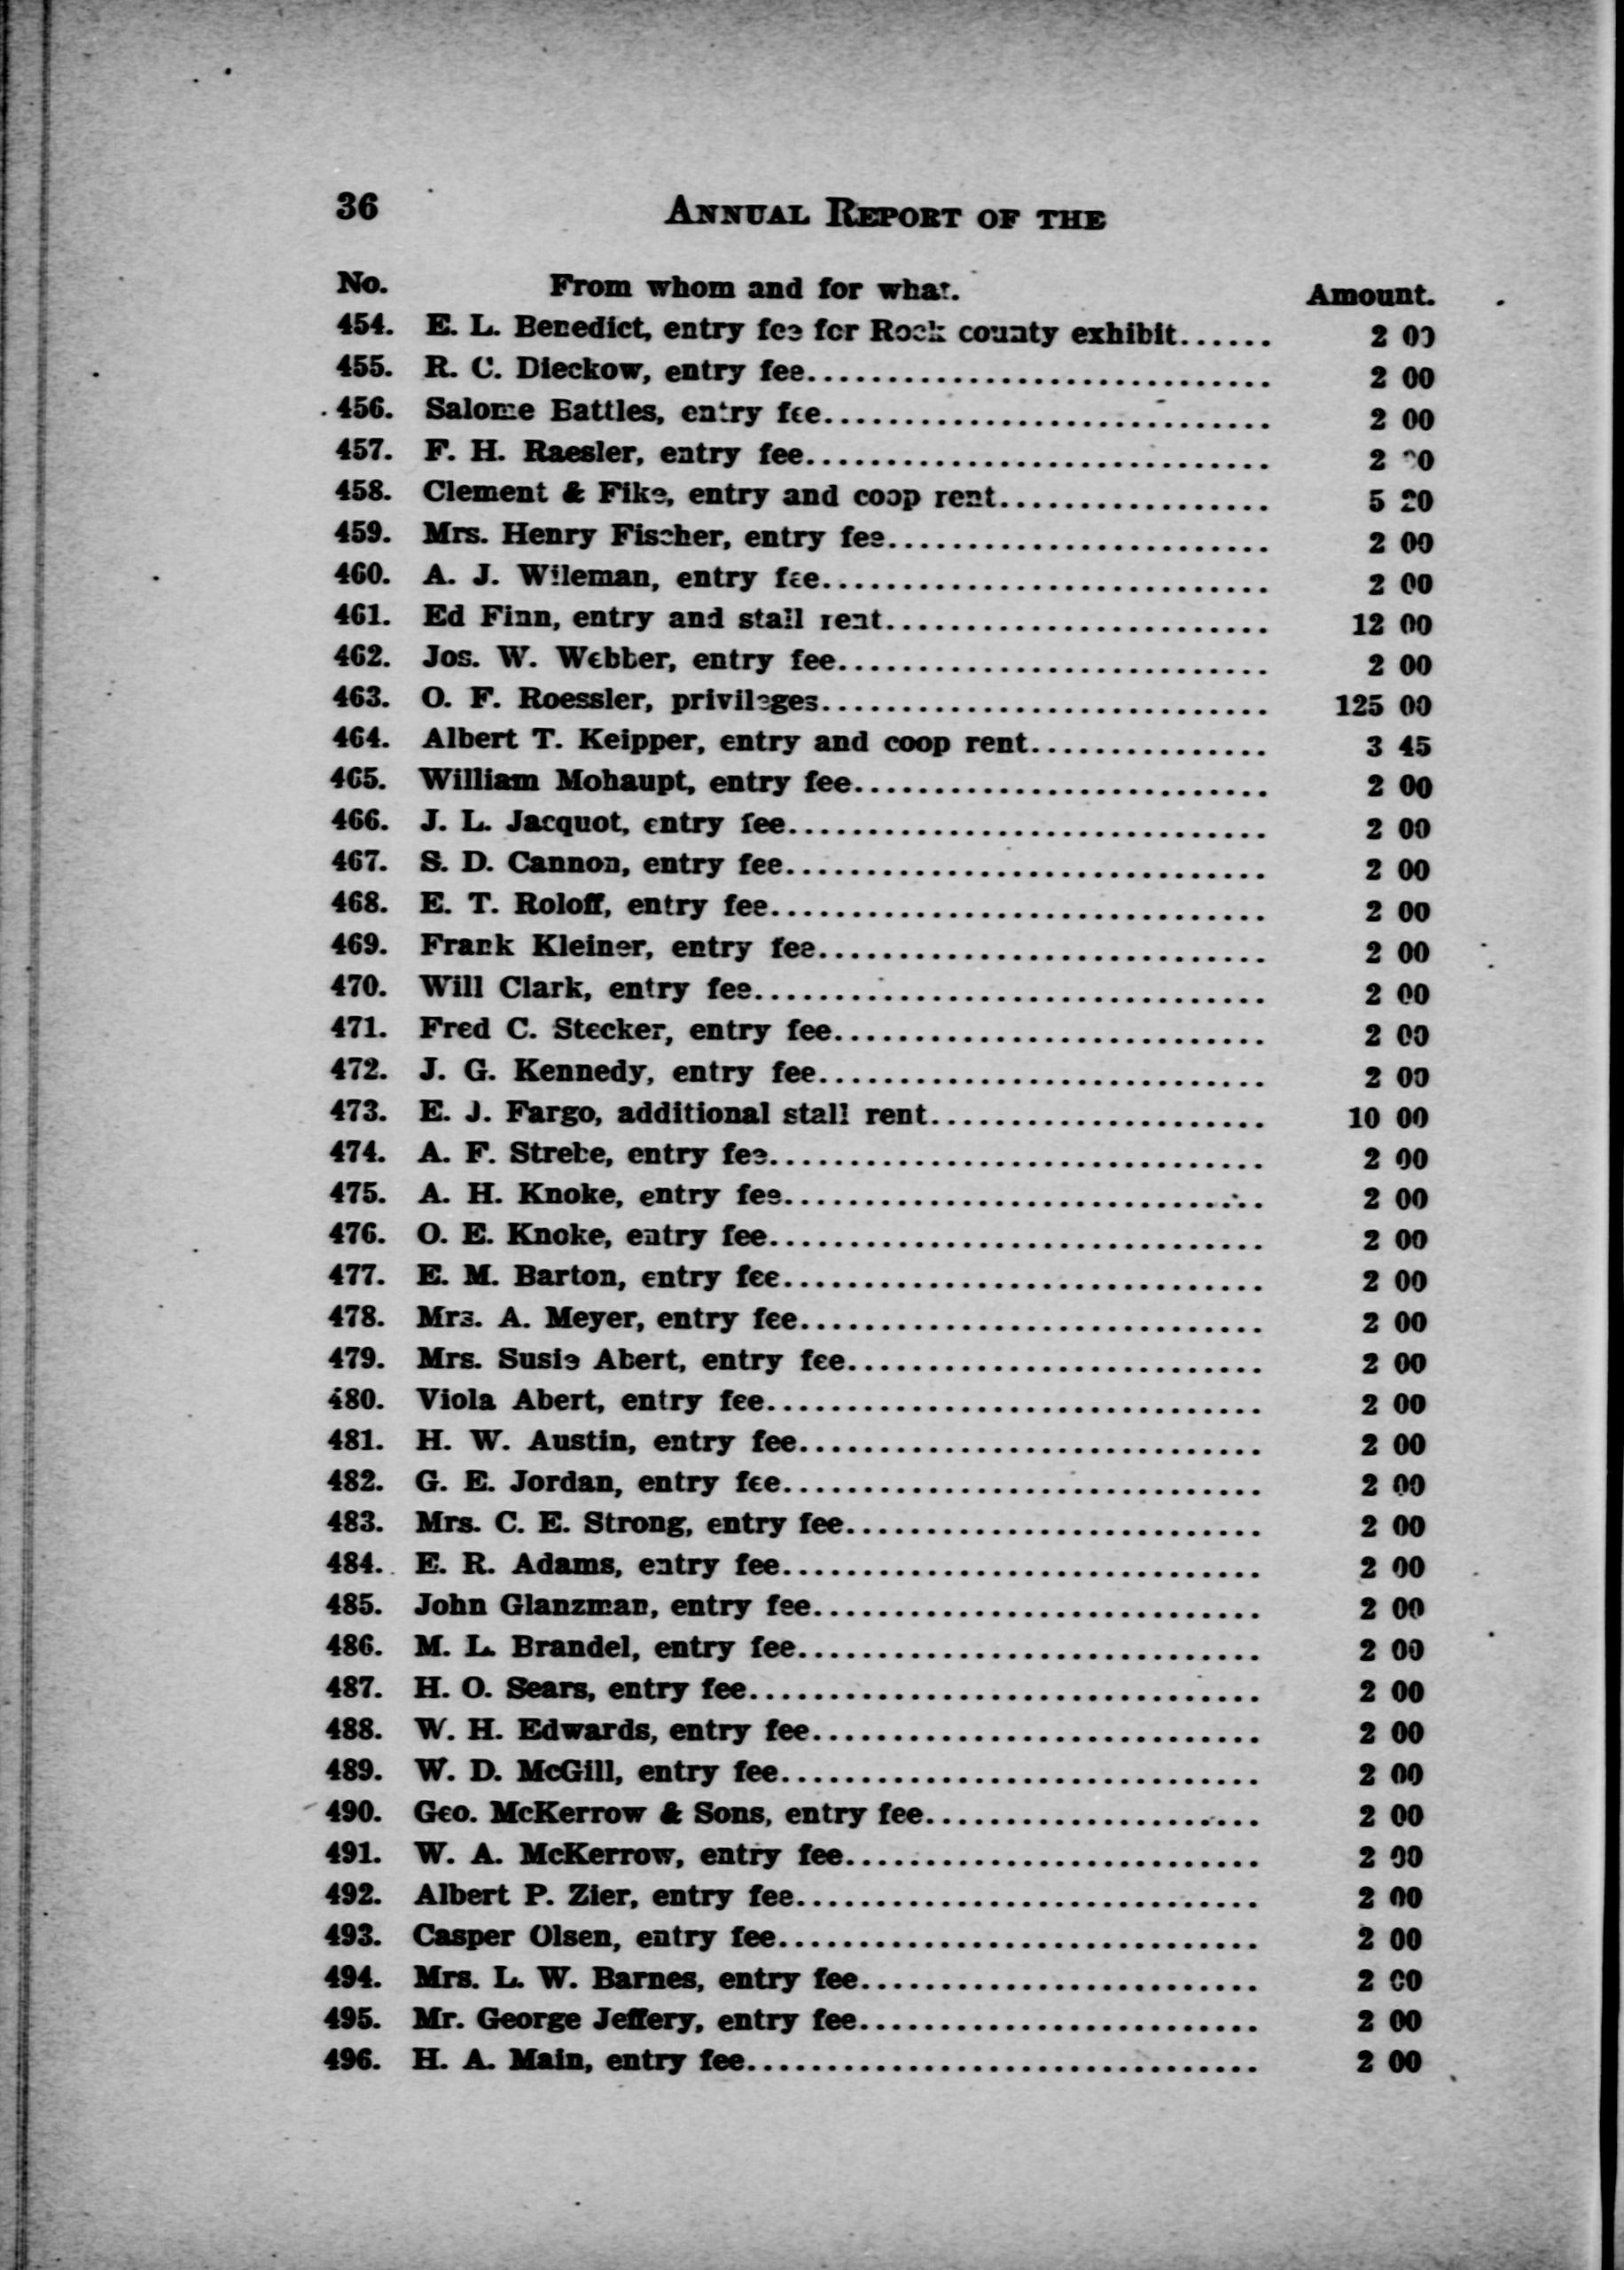 36 ANNUAL REPORT OF THE
No. From whom and for what. Amount.
454. E. L. Benedict, entry fee for Rock county exhibit...... 2 00
455. R. C. Dieckow, entry fee............................. 2 00
456. Salome Battles, entry fee............................ 2 00
457. F. H. Raesler, entry fee............................. 2 00
458. Clement & Fike, entry and coop rent................. 5 20
459. Mrs. Henry Fischer, entry fee........................ 2 00
460. A. J. Wileman, entry fee............................ 2 00
461. Ed Finn, entry and stall rent........................ 12 00
462. Jos. W. Webber, entry fee........................... 2 00
463. O. F. Roessler, privileges............................ 125 00
464. Albert T. Keipper, entry and coop rent............... 3 45
465. William Mohaupt, entry fee.......................... 2 00
466. J. L. Jacquot, entry fee.............................. 2 00
467. S. D. Cannon, entry fee.............................. 2 00
468. E. T. Roloff, entry fee............................... 2 00
469. Frank Kleiner, entry fee............................ 2 00
470. Will Clark, entry fee................................ 2 00
471. Fred C. Stecker, entry fee........................... 2 00
472. J. G. Kennedy, entry fee............................ 2 00
473. E. J. Fargo, additional stall rent..................... 10 00
474. A. F. Strebe, entry fee............................... 2 00
475. A. H. Knoke, entry fee.............................. 2 00
476. O. E. Knoke, entry fee............................... 2 00
477. E. M. Barton, entry fee.............................. 2 00
478. Mrs. A. Meyer, entry fee............................. 2 00
479. Mrs. Susie Abert, entry fee.......................... 2 00
480. Viola Abert, entry fee............................... 2 00
481. H. W. Austin, entry fee............................. 2 00
482. G. E. Jordan, entry fee.............................. 2 00
483. Mrs. C. E. Strong, entry fee.......................... 2 00
484. E. R. Adams, entry fee.............................. 2 00
485. John Glanzman, entry fee............................ 2 00
486. M. L. Brandel, entry fee............................. 2 00
487. H. O. Sears, entry fee................................ 2 00
488. W. H. Edwards, entry fee............................ 2 00
489. W. D. McGill, entry fee.............................. 2 00
490. Geo. McKerrow & Sons, entry fee..................... 2 00
491. W. A. McKerrow, entry fee.......................... 2 00
492. Albert P. Zier, entry fee............................. 2 00
493. Casper Olsen, entry fee.............................. 2 00
494. Mrs. L. W. Barnes, entry fee......................... 2 00
495. Mr. George Jeffery, entry fee......................... 2 00
496. H. A. Main, entry fee................................ 2 00